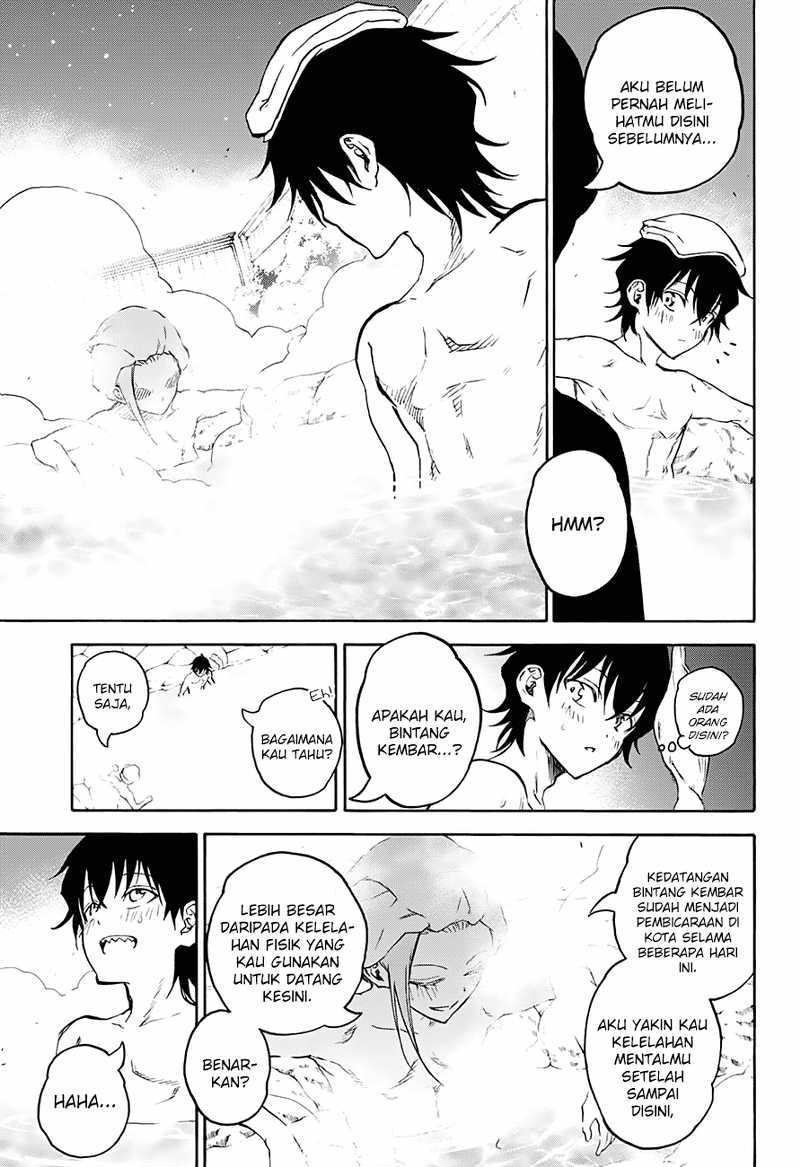 AKU BELUM
PERNAH MELI-
HATMU DISINI
SEBELUMNYA...
HMM?
SUDAH
ADA
ORANG
DISINI?
APAKAH KAU,
BINTANG
KEMBAR...?
Eh!
BAGAIMANA
KAU TAHU?
TENTU
SAJA,
KEDATANGAN
BINTANG KEMBAR
SUDAH MENJADI
PEMBICARAAN DI
KOTA SELAMA
BEBERAPA HARI
INI.
AKU YAKIN KAU
KELELAHAN
MENTALMU
SETELAH
SAMPAI
DISINI,
LEBIH BESAR
DARIPADA KELELA-
HAN FISIK YANG
KAU GUNAKAN
UNTUK DATANG
KESINI.
BENAR-
KAN?
HAHA...